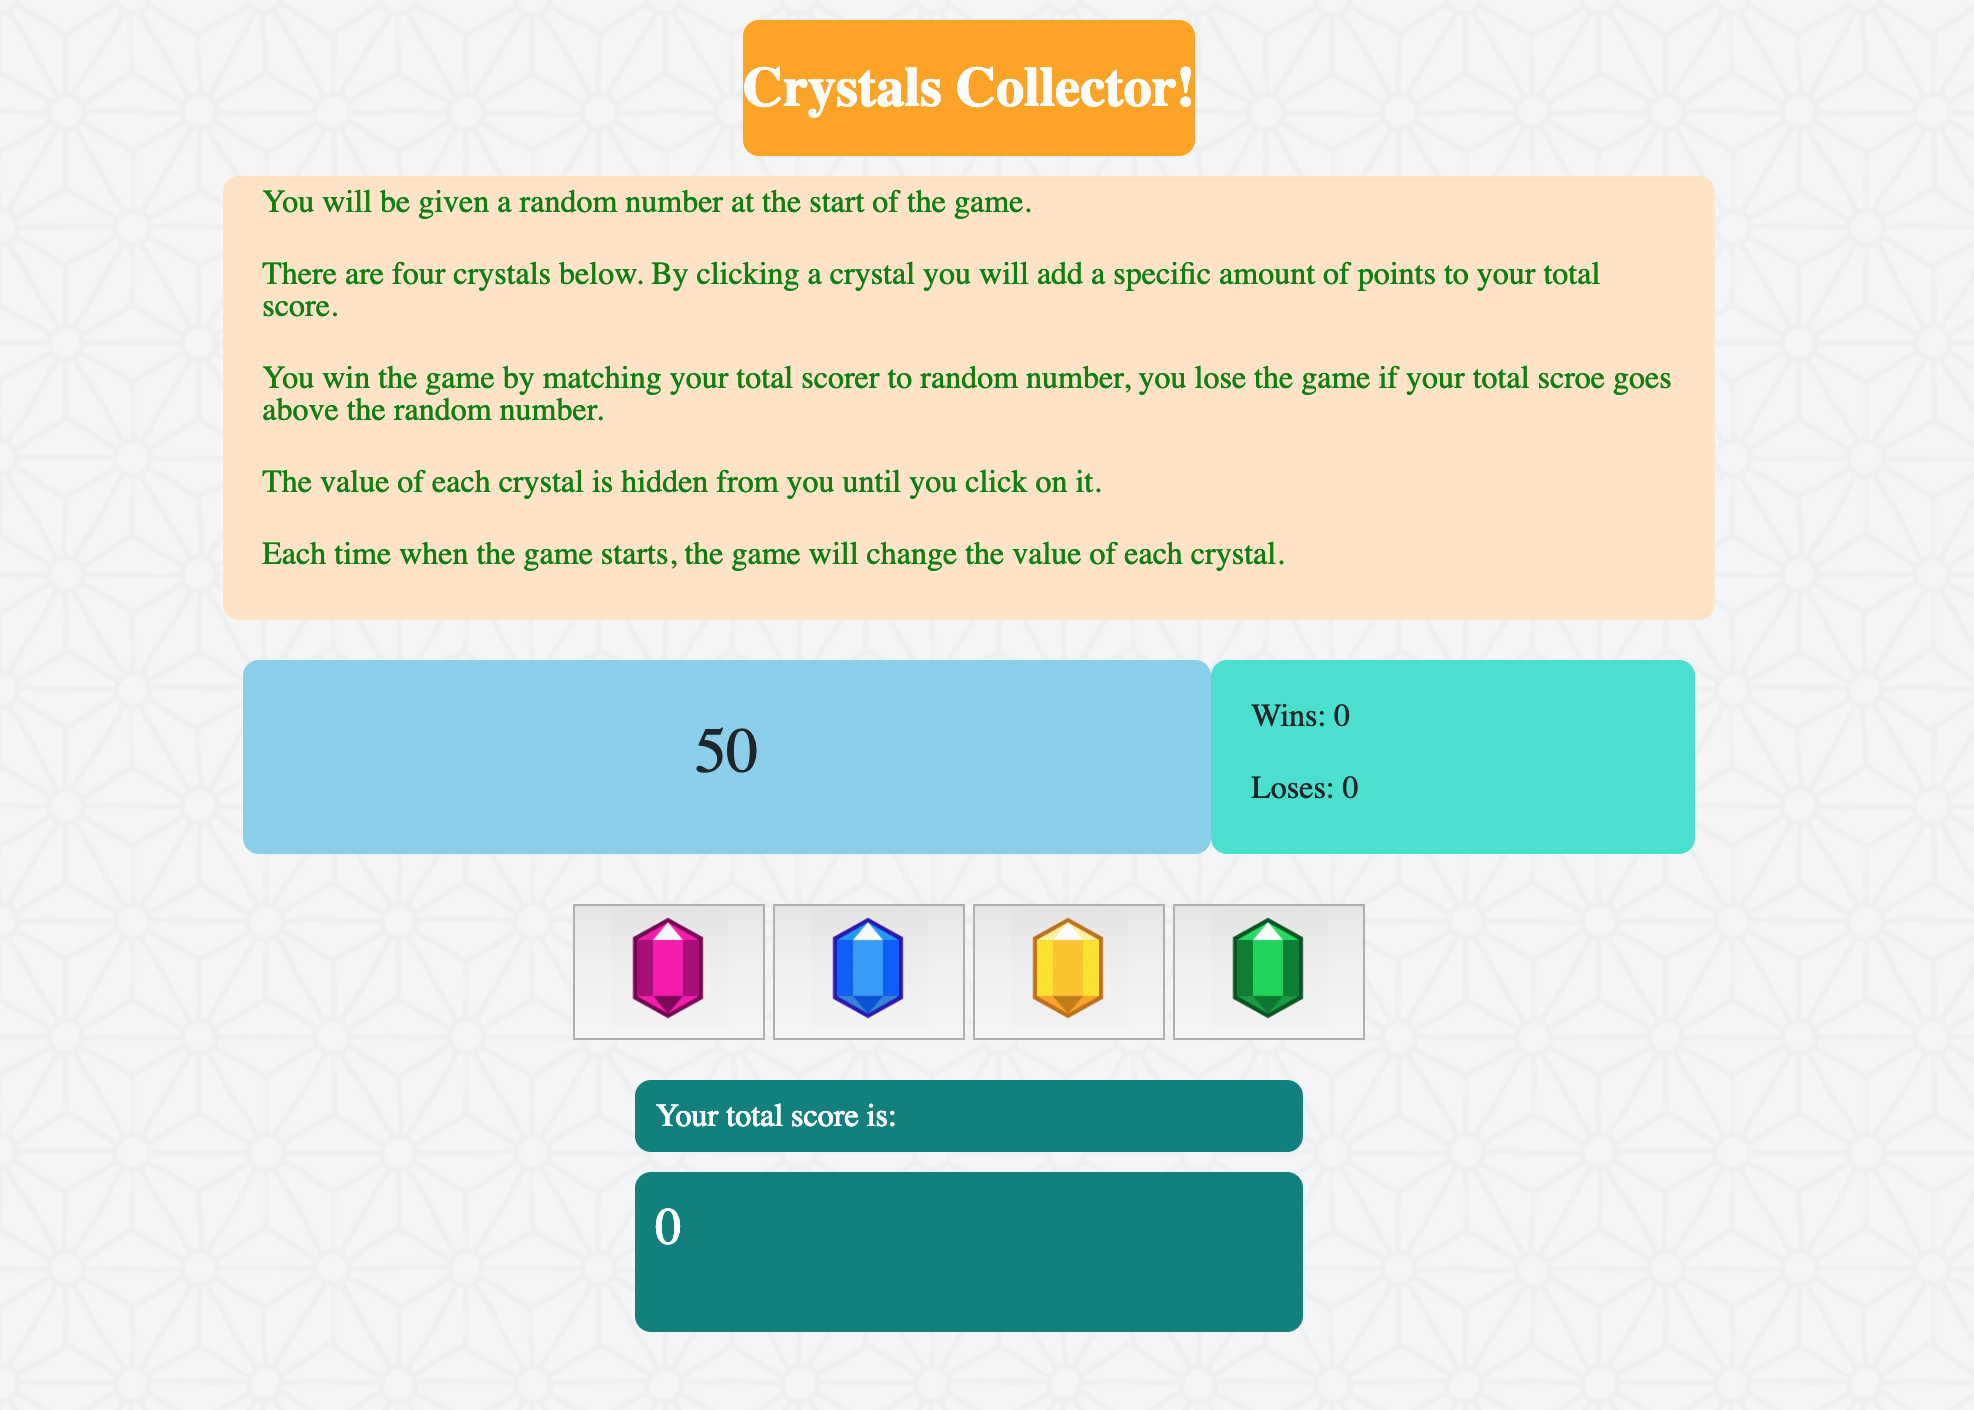 Crystals Collector!
You will be given a random number at the start of the game.
There are four crystals below. By clicking a crystal you will add a specific amount of points to your total
score.
You win the game by matching your total scorer to random number, you lose the game if your total scroe goes
above the random number.
The value of each crystal is hidden from you until you click on it.
Each time when the game starts, the game will change the value of each crystal.
50
Wins: 0
Loses: 0
Your total score is:
0